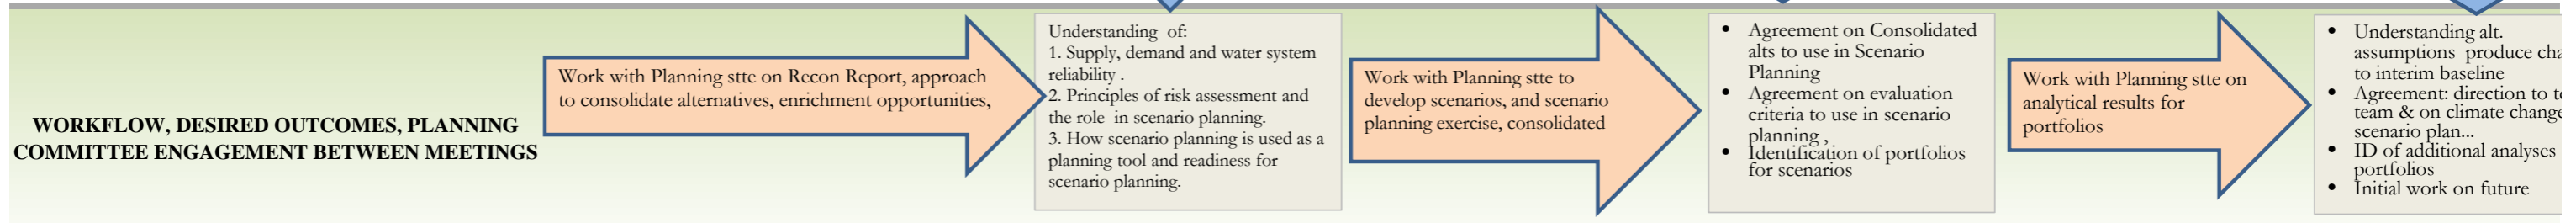 WORKFLOW, DESIRED OUTCOMES, PLANNING
COMMITTEE ENGAGEMENT BETWEEN MEETINGS
Work with Planning stte on Recon Report, approach
to consolidate alternatives, enrichment opportunities,
Understanding of:
1. Supply, demand and water system
reliability .
2. Principles of risk assessment and
the role in scenario planning.
3. How scenario planning is used as a
planning tool and readiness for
scenario planning.
Work with Planning stte to
develop scenarios, and scenario
planning exercise, consolidated
• Agreement on Consolidated
alts to use in Scenario
Planning
• Agreement on evaluation
criteria to use in scenario
planning ,
• Identification of portfolios
for scenarios
Work with Planning stte on
analytical results for
portfolios
• Understanding alt.
assumptions produce
to interim baseline
• Agreement: direction to
team & on climate change
scenario plan...
• ID of additional analyses
portfolios
• Initial work on future